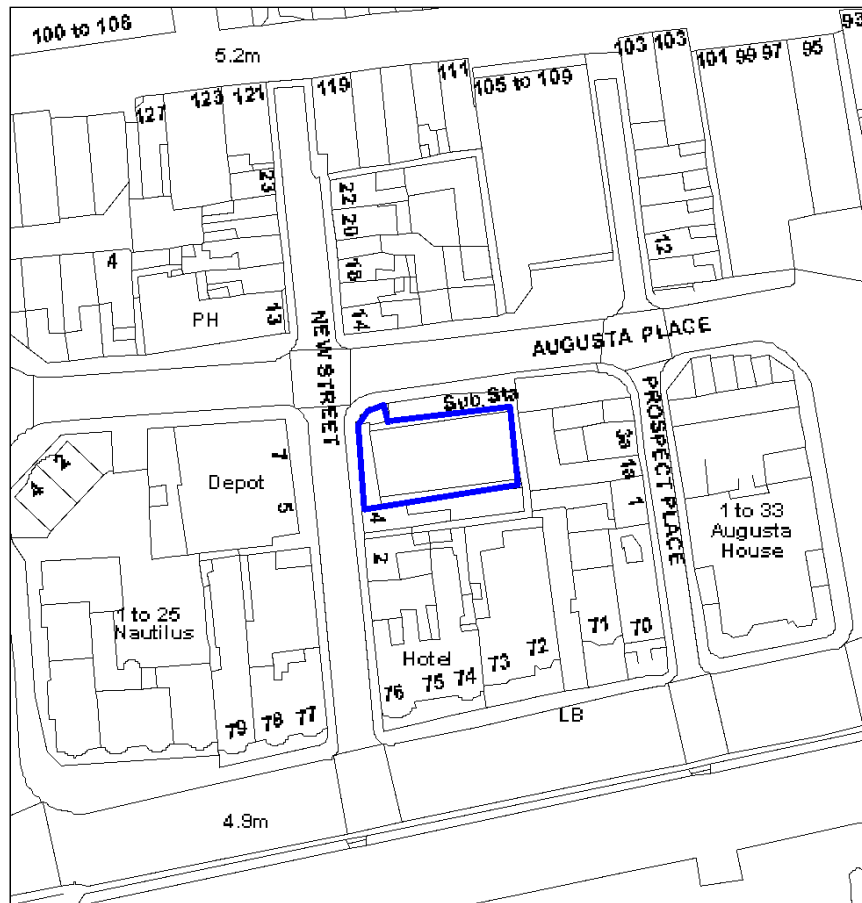 100 to 106
5.2m
93
103 103
101 99 97 95
127 123 121
119
111
105 to 109
23
22
20
18
14
12
4
PH
13
NEW STREET
AUGUSTA PLACE
Sub Sta
PROSPECT PLACE
7
5
Depot
2
4
18
1
4
2
1 to 33
Augusta
House
1 to 25
Nautilus
Hotel
76 75 74 73 72 71 70
79 78 77
LB
4.9m